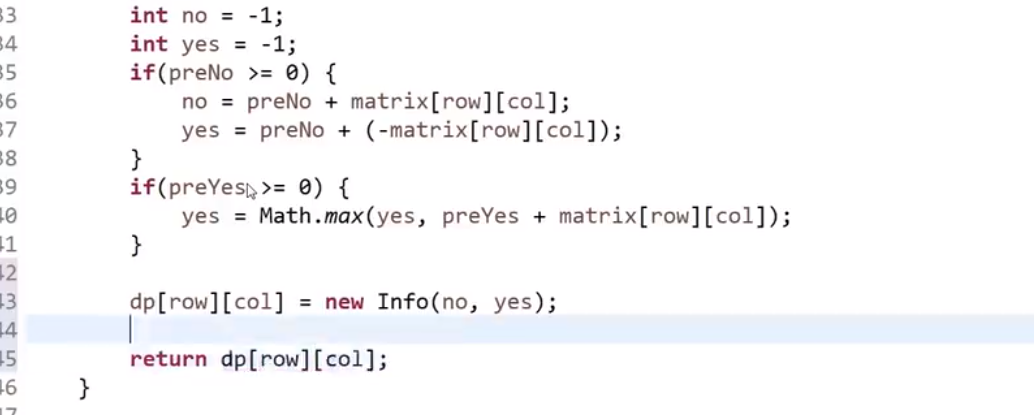 33 int no = -1;
34 int yes = -1;
35 if(preNo >= 0) {
36 no = preNo + matrix[row][col];
37 yes = preNo + (-matrix[row][col]);
38 }
39 if(preYes >= 0) {
40 yes = Math.max(yes, preYes + matrix[row][col]);
41 }
42
43 dp[row][col] = new Info(no, yes);
44
45 return dp[row][col];
46 }
47